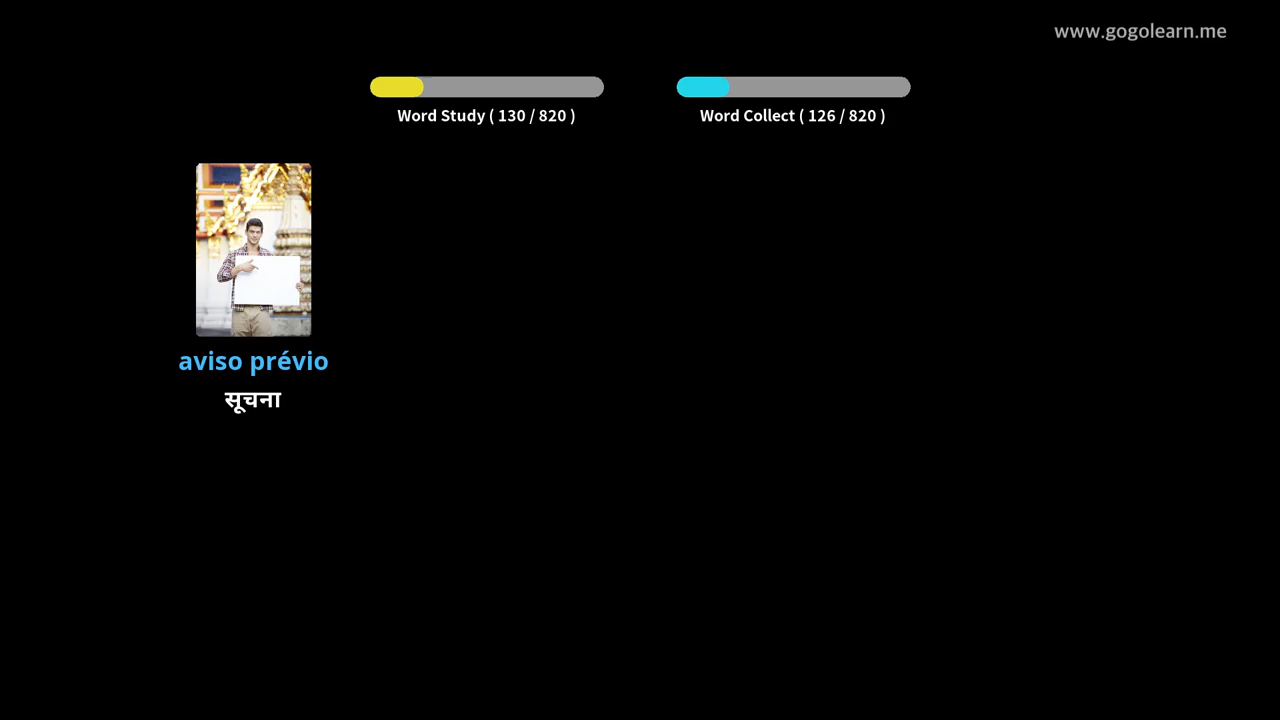 www.gogolearn.me
Word Study ( 130 / 820 )
Word Collect ( 126 / 820 )
aviso prévio
सूचना